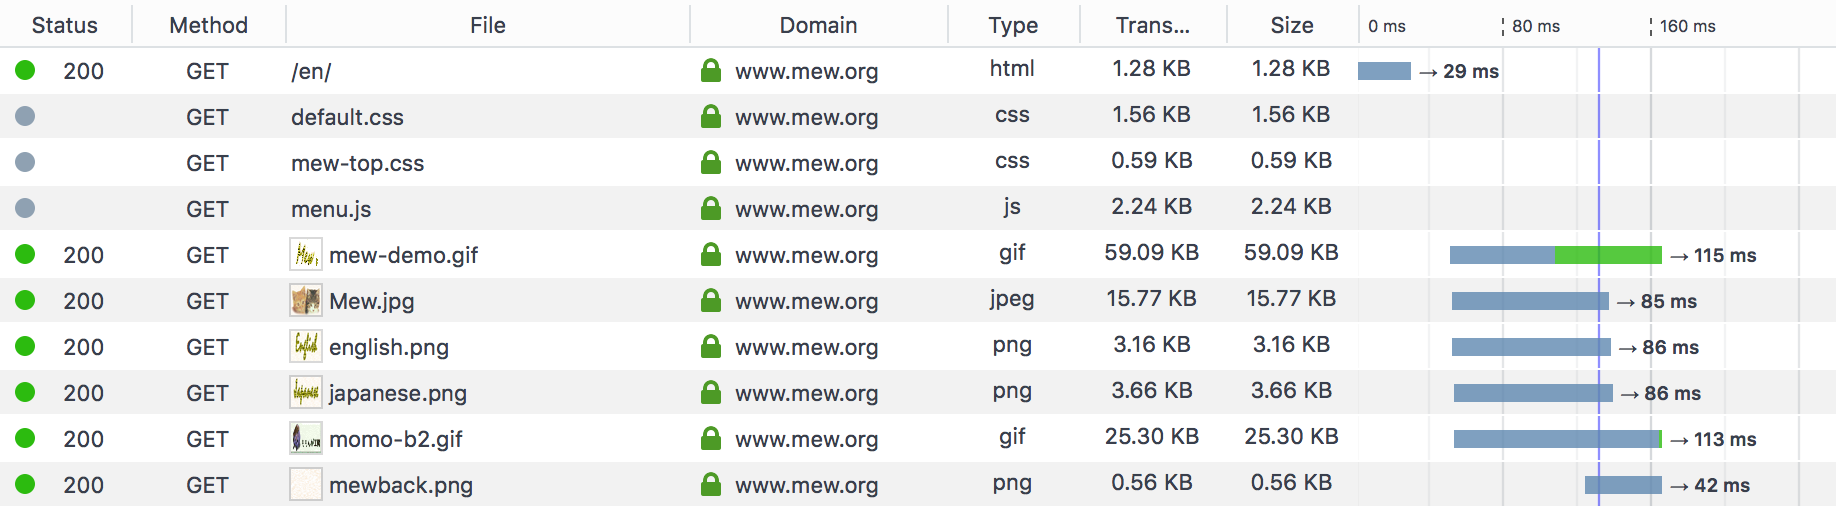 Status Method File Domain Type Trans... Size 0 ms 80 ms 160 ms
200 GET /en/ www.mew.org html 1.28 KB 1.28 KB → 29 ms
GET default.css www.mew.org css 1.56 KB 1.56 KB
GET mew-top.css www.mew.org css 0.59 KB 0.59 KB
GET menu.js www.mew.org js 2.24 KB 2.24 KB
200 GET Mew mew-demo.gif www.mew.org gif 59.09 KB 59.09 KB → 115 ms
200 GET Mew.jpg www.mew.org jpeg 15.77 KB 15.77 KB → 85 ms
200 GET English english.png www.mew.org png 3.16 KB 3.16 KB → 86 ms
200 GET Japanese japanese.png www.mew.org png 3.66 KB 3.66 KB → 86 ms
200 GET momo-b2.gif www.mew.org gif 25.30 KB 25.30 KB → 113 ms
200 GET mewback.png www.mew.org png 0.56 KB 0.56 KB → 42 ms